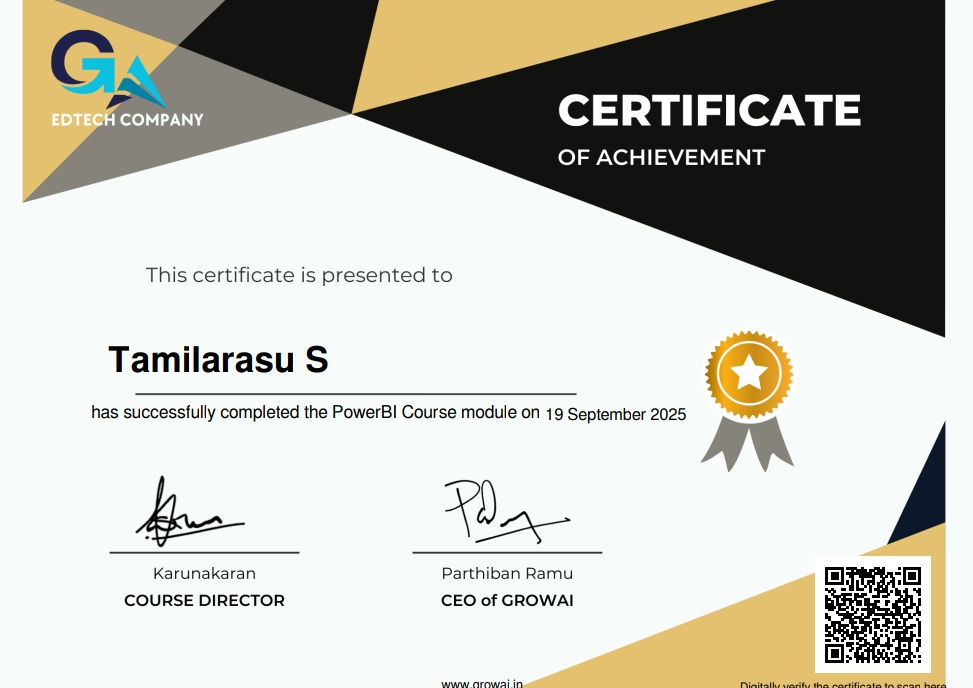 GA
EDTECH COMPANY
CERTIFICATE
OF ACHIEVEMENT
This certificate is presented to
Tamilarasu S
has successfully completed the PowerBI Course module on 19 September 2025
Karunakaran
COURSE DIRECTOR
Parthiban Ramu
CEO of GROWAI
www.growai.in
Digitally verify the certificate to scan here